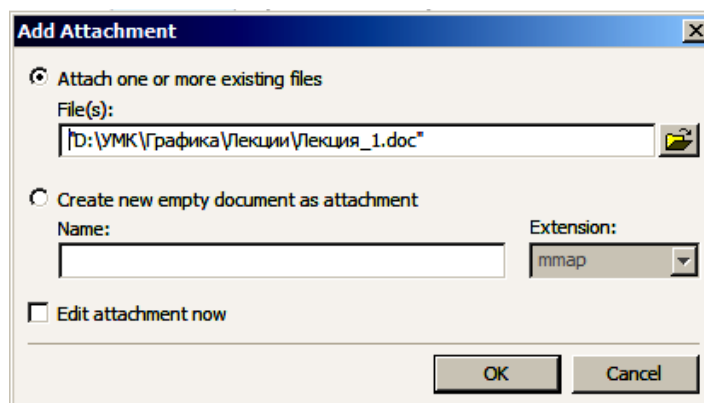 Add Attachment
Attach one or more existing files
File(s):
"D:\УМК\Графика\Лекции\Лекция_1.doc"
Create new empty document as attachment
Name: Extension:
mmap
Edit attachment now
OK Cancel